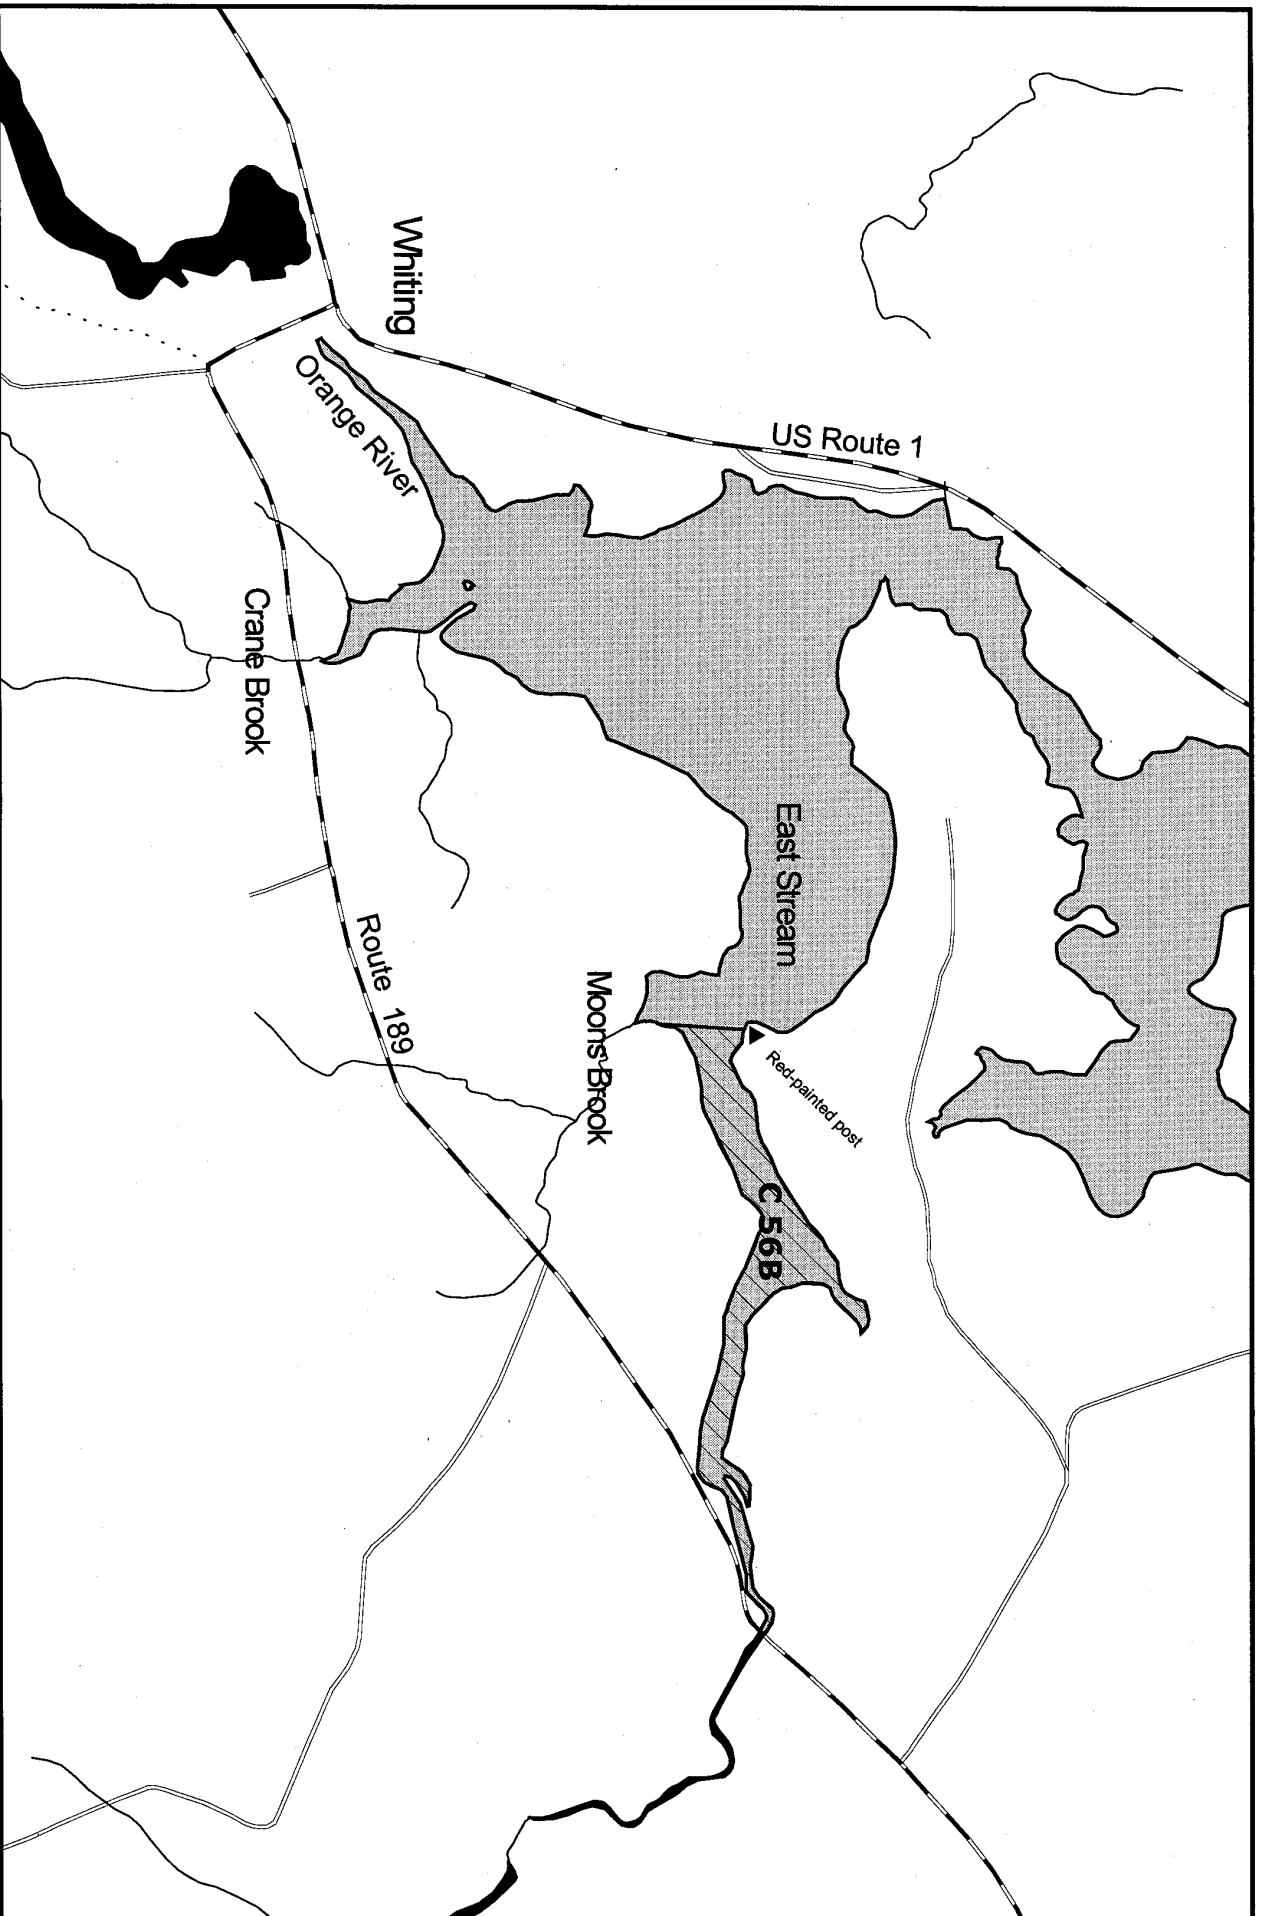 Whiting
US Route 1
Orange River
Crane Brook
East Stream
Route 189
Moons Brook
Red-painted post
C 56B